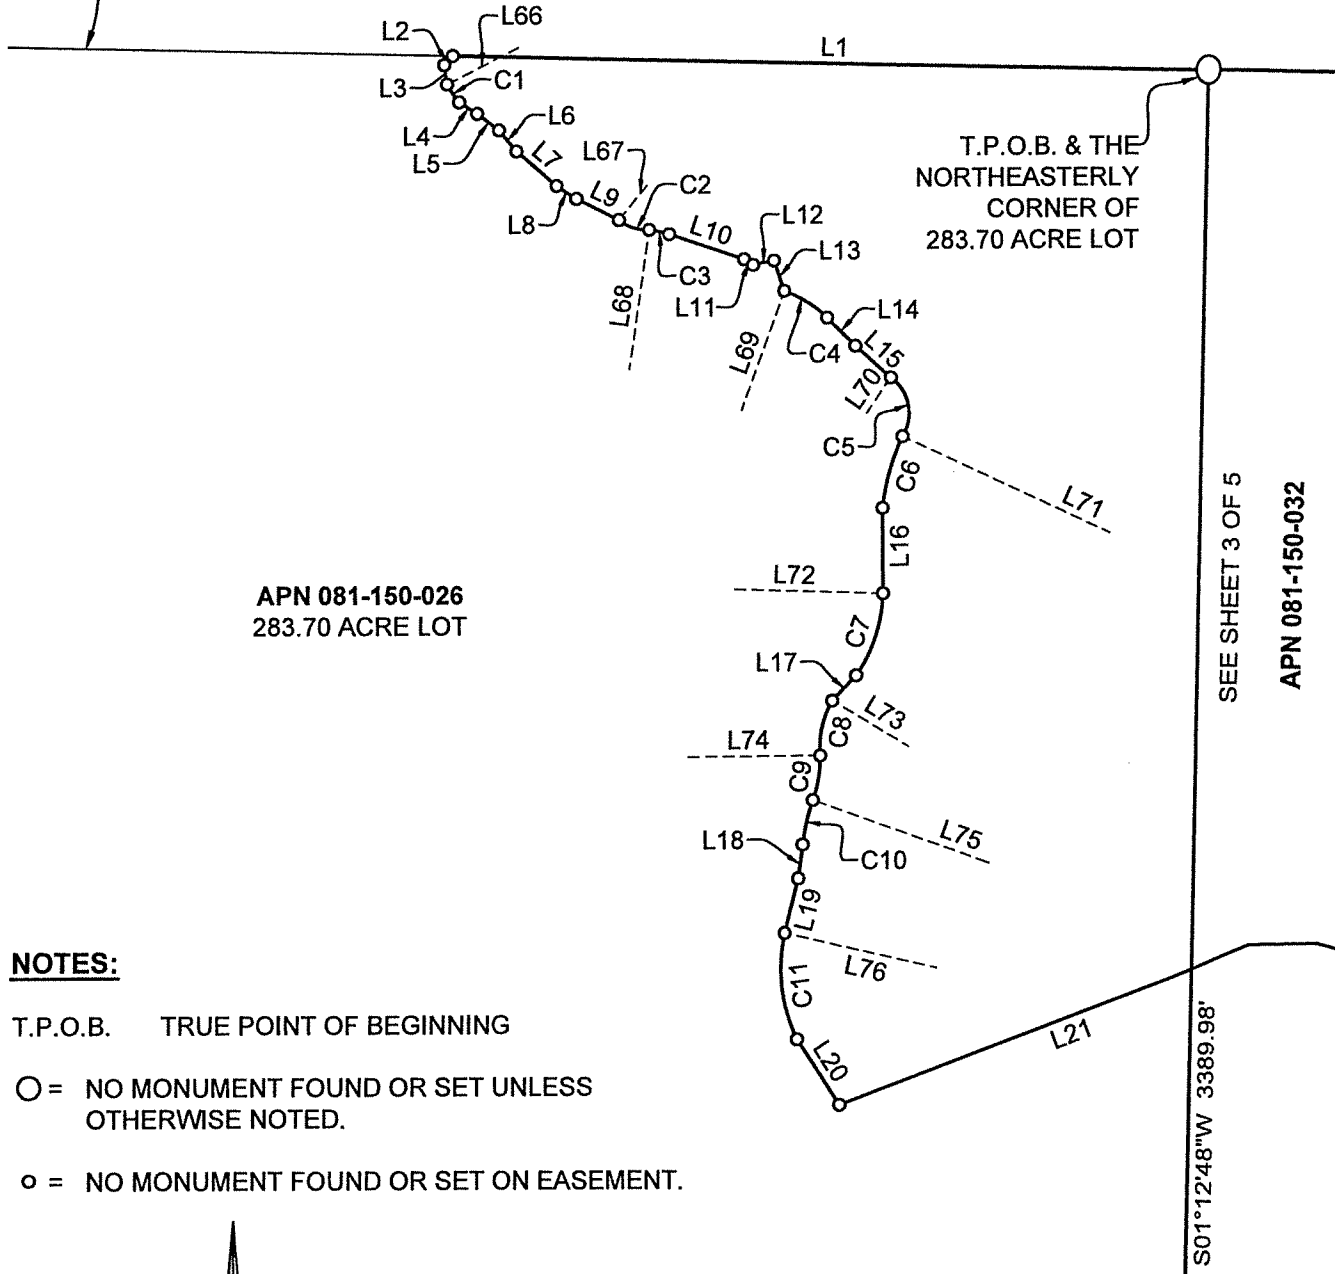 L66
L2
L1
L3
C1
L4
L6
L5
L7
L67
T.P.O.B. & THE
NORTHEASTERLY
CORNER OF
283.70 ACRE LOT
C2
L9
L8
L10
L12
L13
C3
L11
L68
L69
L14
C4
L15
L70
C5
C6
L71
SEE SHEET 3 OF 5
APN 081-150-032
L16
L72
APN 081-150-026
283.70 ACRE LOT
C7
L17
L73
C8
L74
C9
L75
L18
C10
L19
L76
C11
L20
L21
NOTES:
T.P.O.B. TRUE POINT OF BEGINNING
O = NO MONUMENT FOUND OR SET UNLESS
OTHERWISE NOTED.
o = NO MONUMENT FOUND OR SET ON EASEMENT.
S01°12'48"W 3389.98'